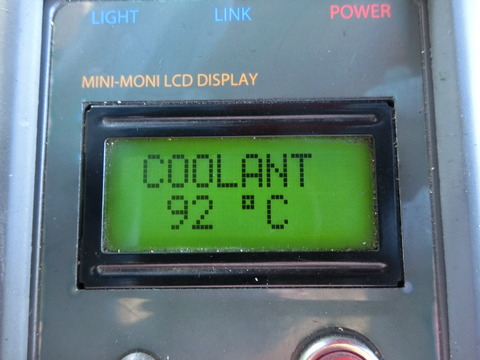 LIGHT LINK POWER
MINI-MONI LCD DISPLAY
COOLANT
92 °C